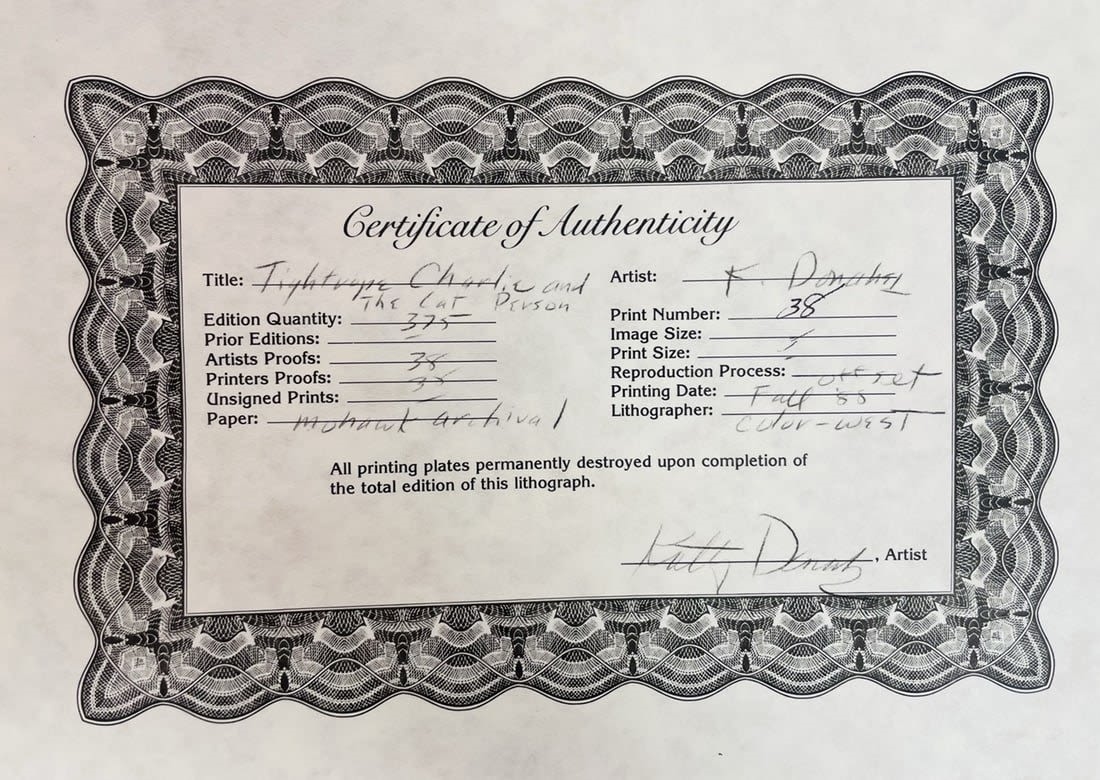 Certificate of Authenticity
Title: Tightrope Charlie and
The Cat Person
Edition Quantity: 375
Prior Editions: -
Artists Proofs: 38
Printers Proofs: 38
Unsigned Prints: -
Paper: mohawk archival
Artist: K. Donahey
Print Number: 38
Image Size:
Print Size:
Reproduction Process: offset
Printing Date: Fall '88
Lithographer:
color-west
All printing plates permanently destroyed upon completion of
the total edition of this lithograph.
Kitty, Artist